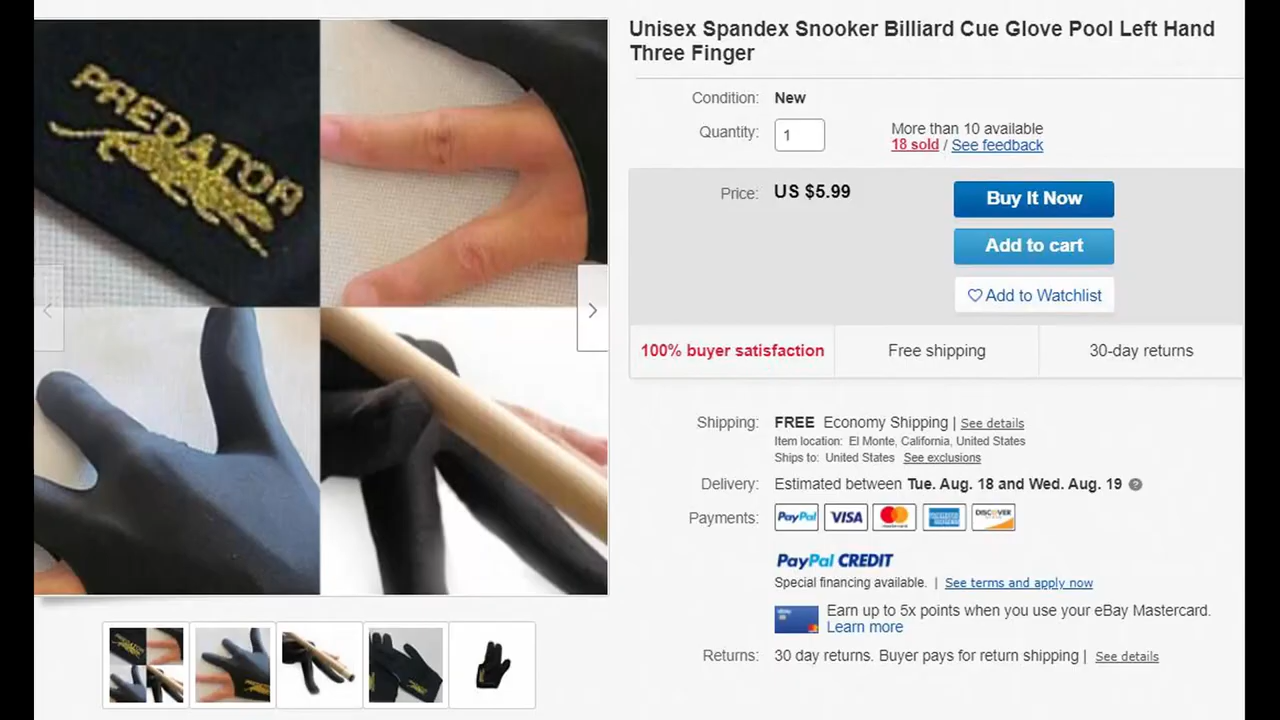 PREDATOR
Unisex Spandex Snooker Billiard Cue Glove Pool Left Hand
Three Finger
Condition: New
Quantity: 1
More than 10 available
18 sold / See feedback
Price: US $5.99
Buy It Now
Add to cart
Add to Watchlist
100% buyer satisfaction
Free shipping
30-day returns
Shipping: FREE Economy Shipping | See details
Item location: El Monte, California, United States
Ships to: United States See exclusions
Delivery: Estimated between Tue. Aug. 18 and Wed. Aug. 19 ?
Payments: PayPal VISA MasterCard AMERICAN EXPRESS DISCOVER
PayPal CREDIT
Special financing available. | See terms and apply now
Earn up to 5x points when you use your eBay Mastercard.
Learn more
Returns: 30 day returns. Buyer pays for return shipping | See details
PREDATOR